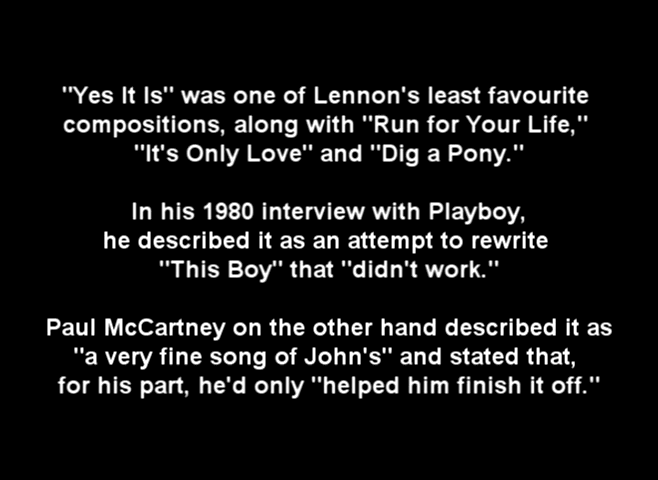 "Yes It Is" was one of Lennon's least favourite
compositions, along with "Run for Your Life,"
"It's Only Love" and "Dig a Pony."
In his 1980 interview with Playboy,
he described it as an attempt to rewrite
"This Boy" that "didn't work."
Paul McCartney on the other hand described it as
"a very fine song of John's" and stated that,
for his part, he'd only "helped him finish it off."